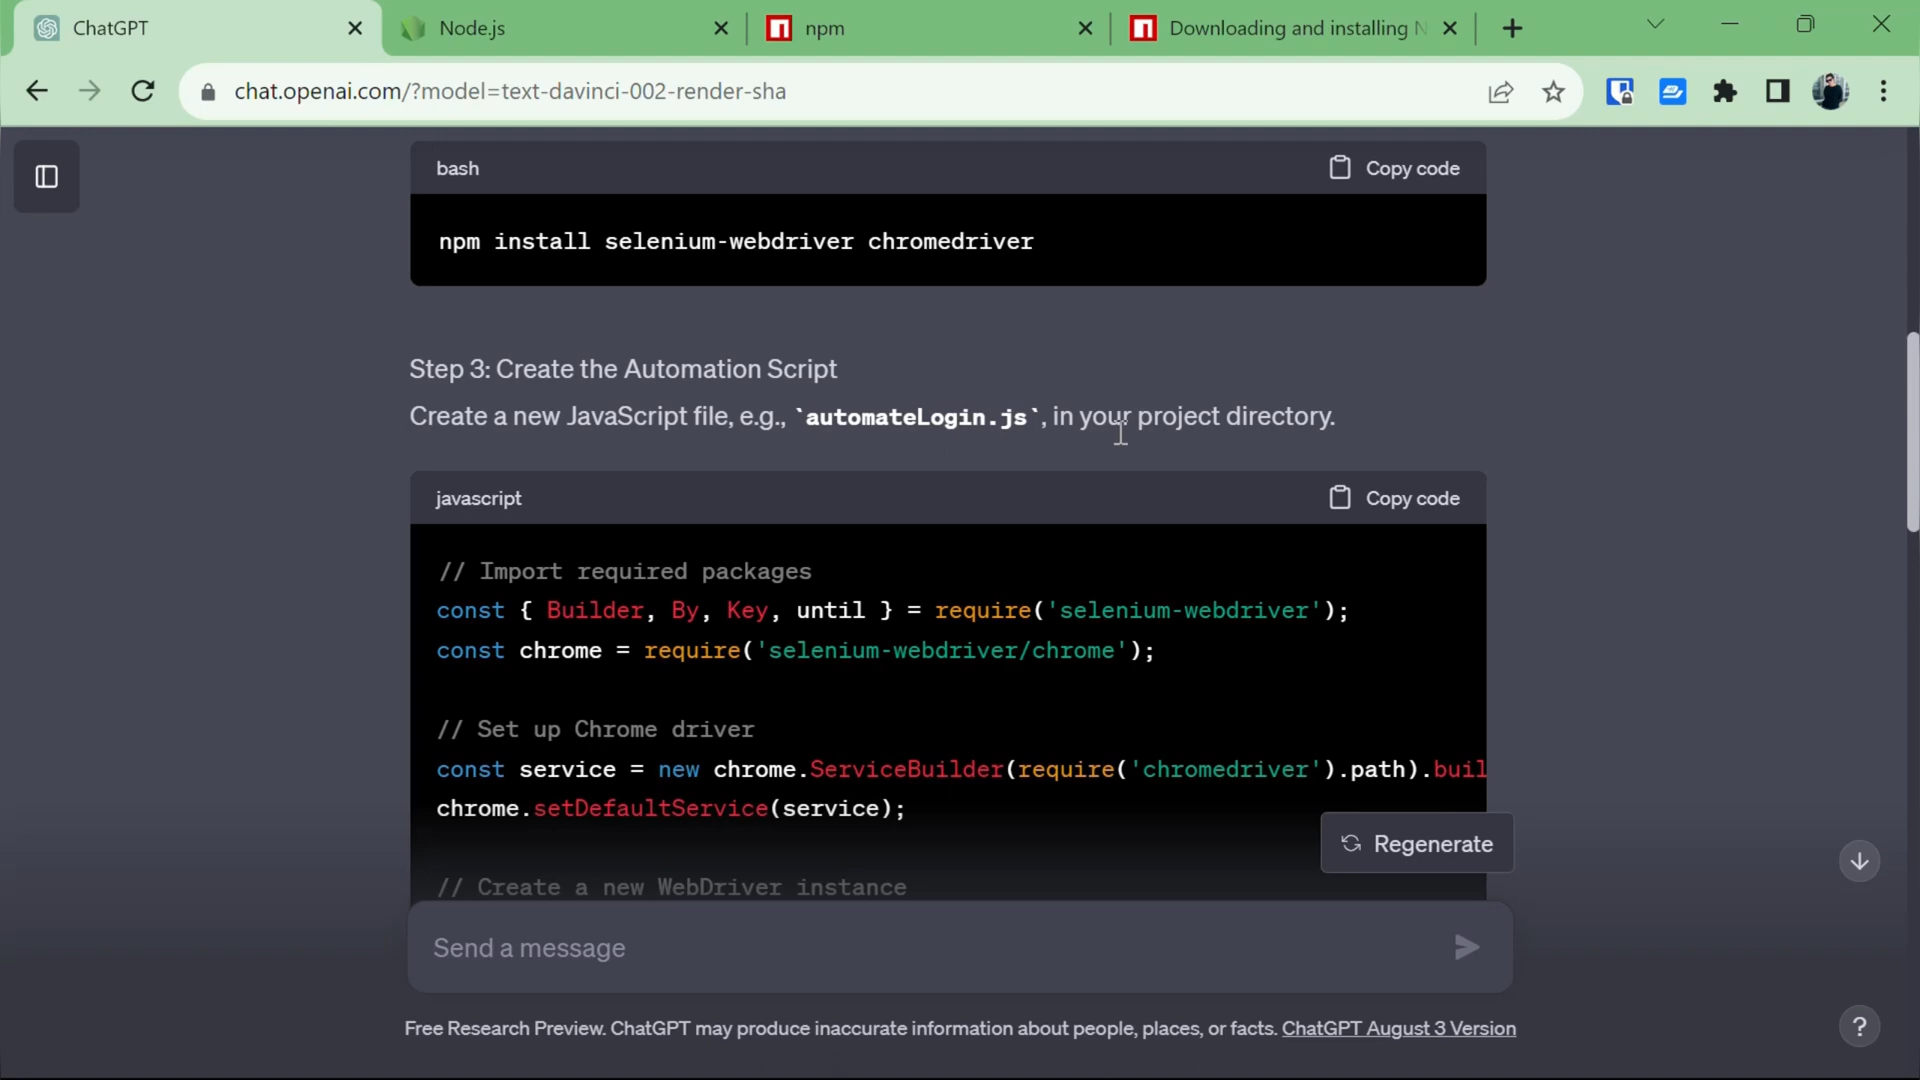 ChatGPT
Node.js
npm
Downloading and installing N
chat.openai.com/?model=text-davinci-002-render-sha
bash
Copy code
npm install selenium-webdriver chromedriver
Step 3: Create the Automation Script
Create a new JavaScript file, e.g., `automateLogin.js`, in your project directory.
javascript
Copy code
// Import required packages
const { Builder, By, Key, until } = require('selenium-webdriver');
const chrome = require('selenium-webdriver/chrome');
// Set up Chrome driver
const service = new chrome.ServiceBuilder(require('chromedriver').path).buil
chrome.setDefaultService(service);
Regenerate
// Create a new WebDriver instance
Send a message
Free Research Preview. ChatGPT may produce inaccurate information about people, places, or facts. ChatGPT August 3 Version
?